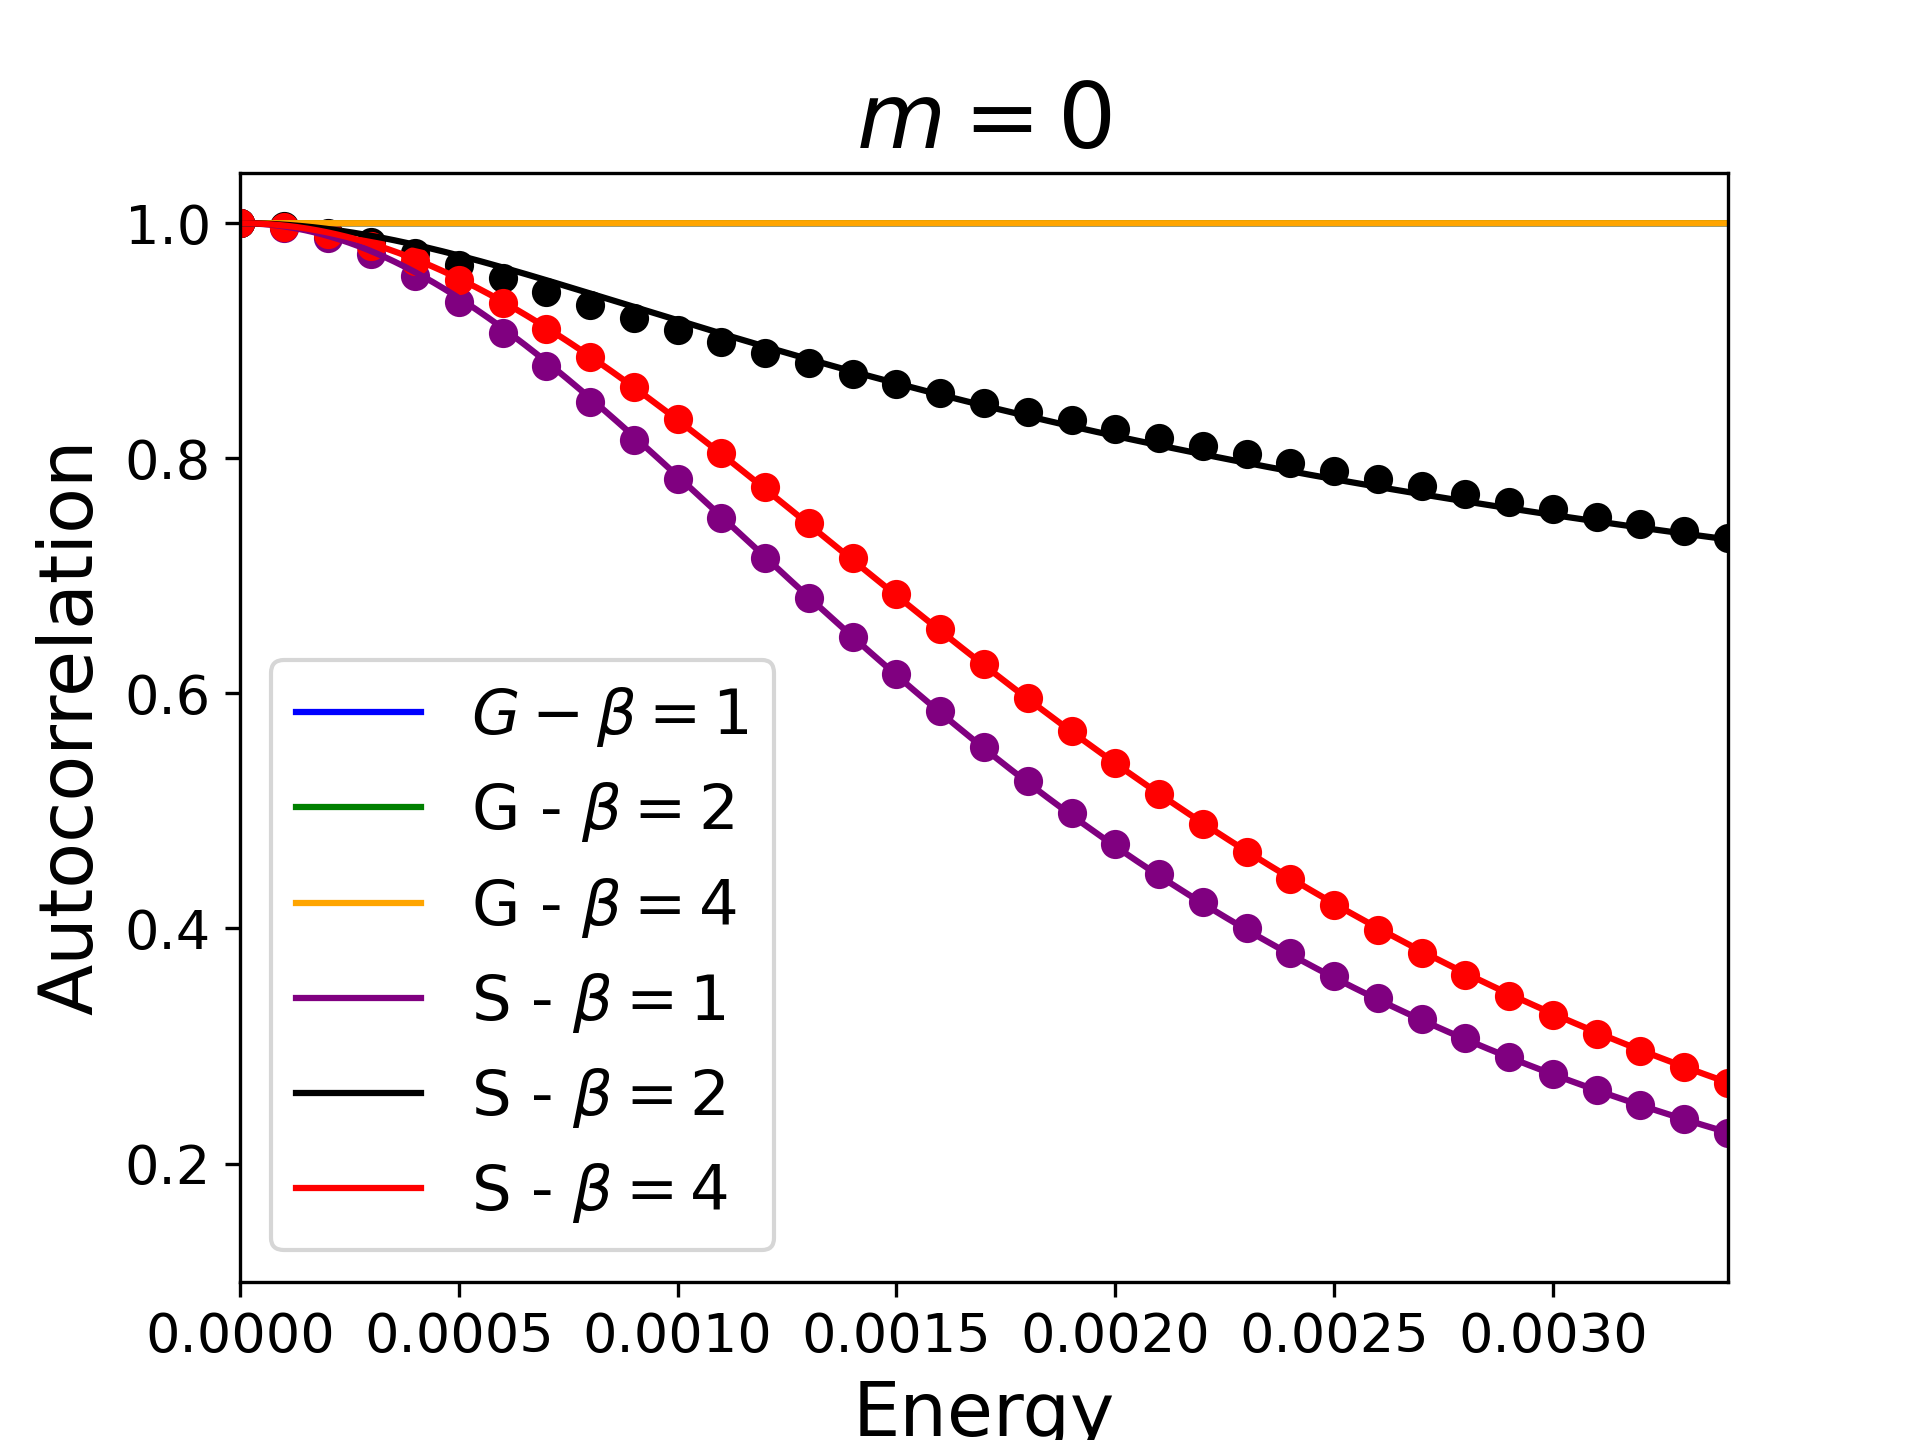 m = 0
Autocorrelation
1.0
0.8
0.6
0.4
0.2
G − β = 1
G - β = 2
G - β = 4
S - β = 1
S - β = 2
S - β = 4
0.0000 0.0005 0.0010 0.0015 0.0020 0.0025 0.0030
Energy